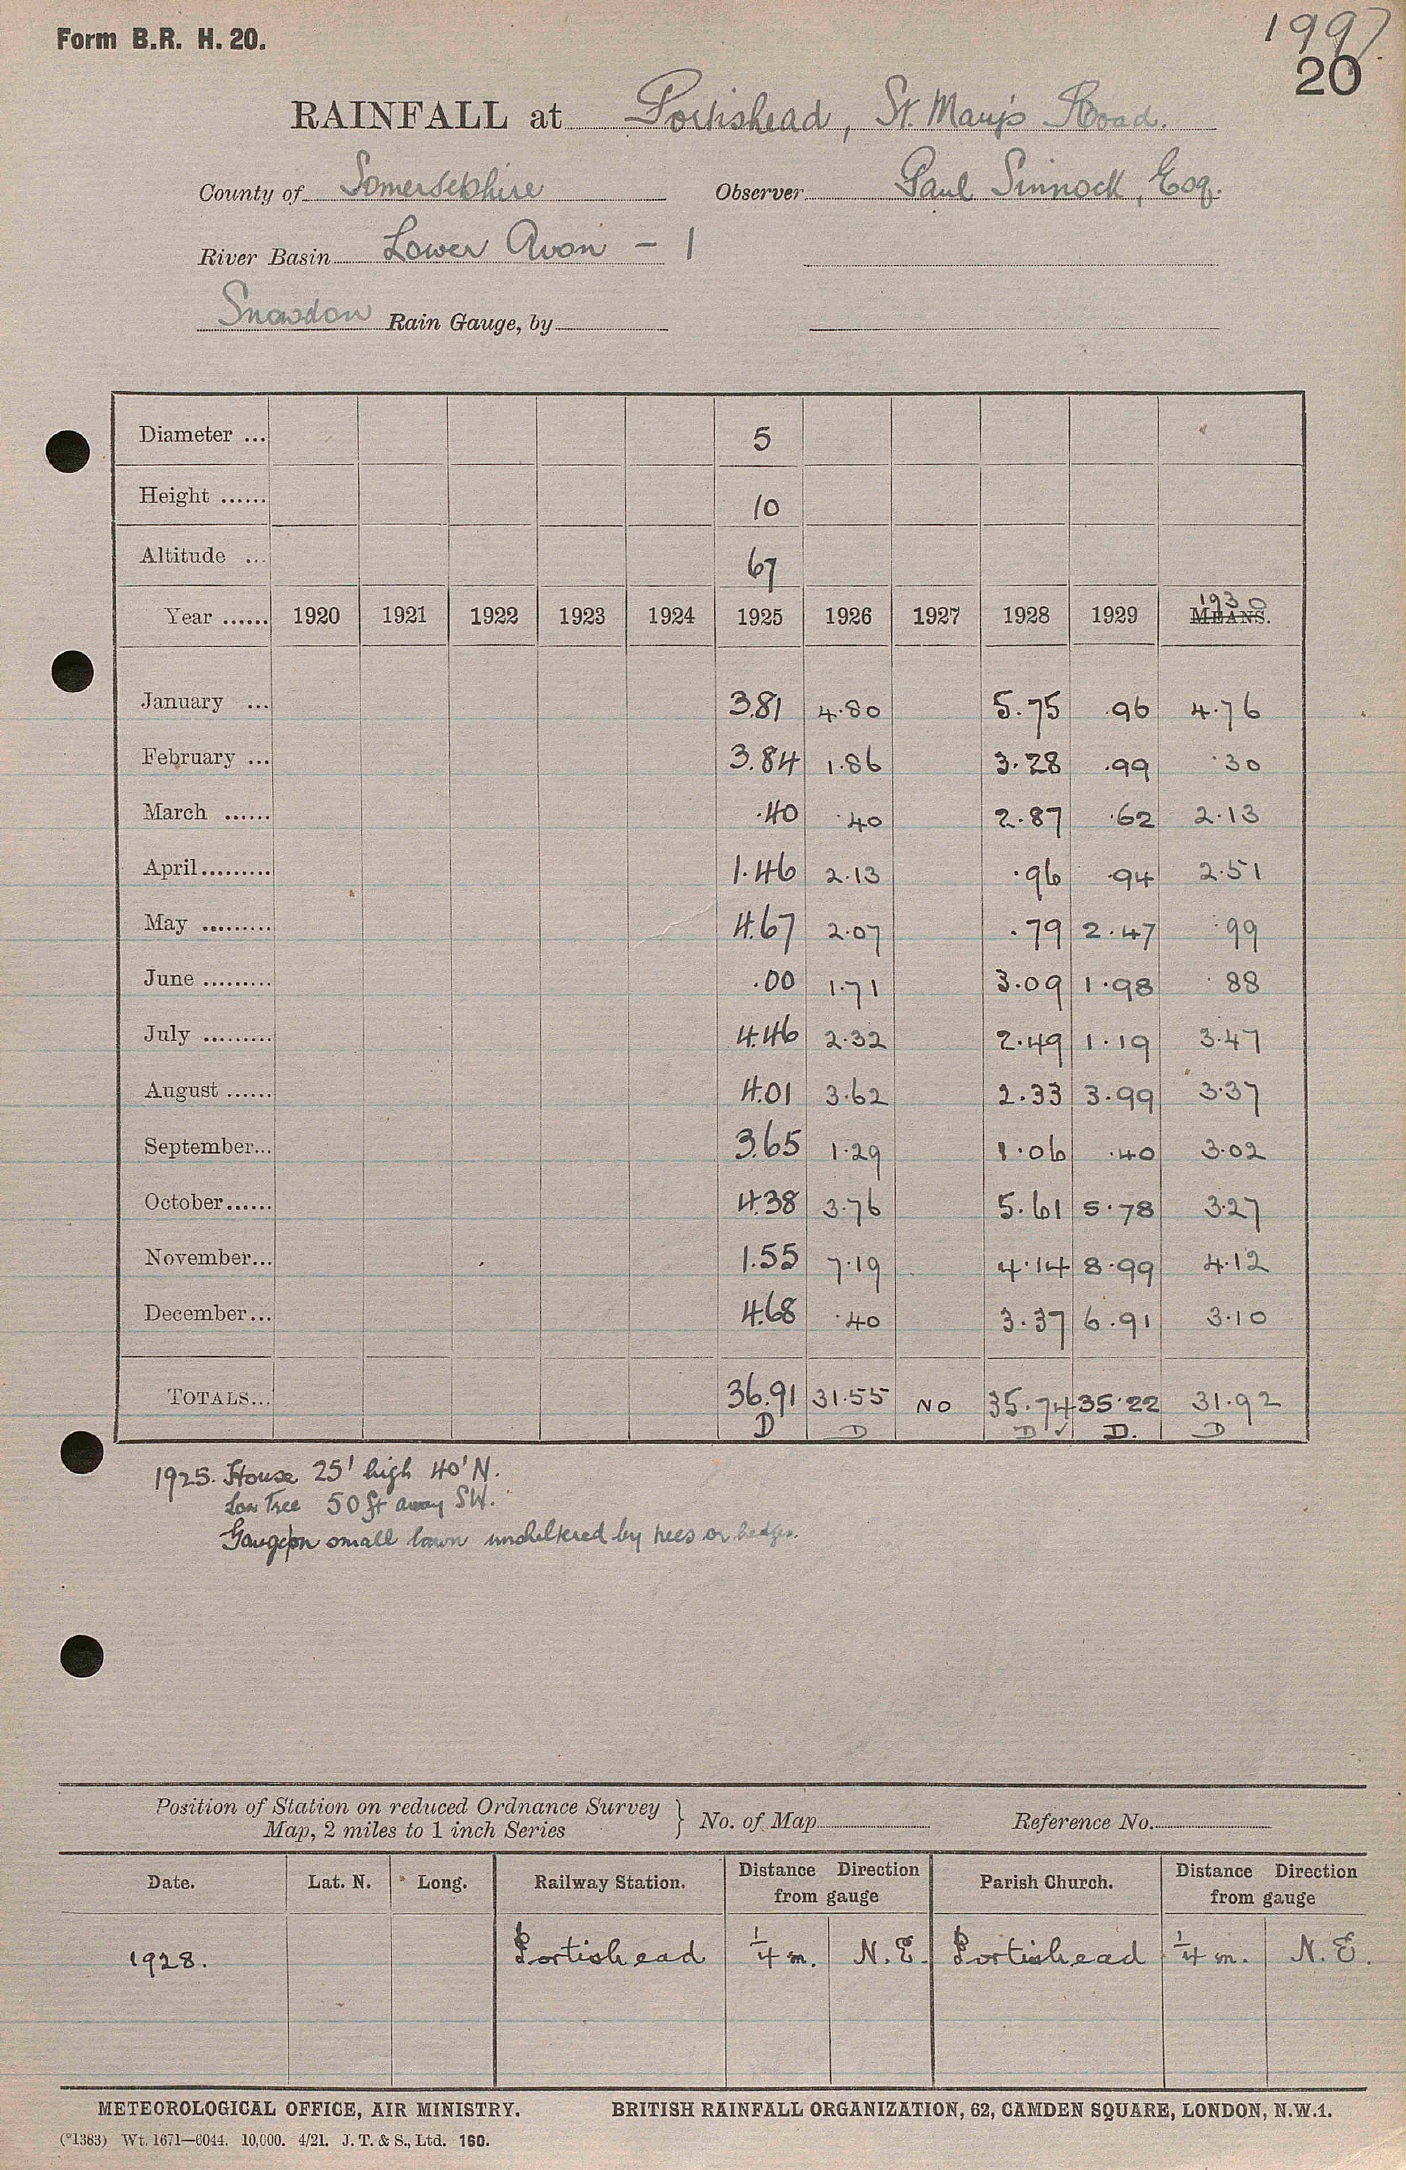 Form B.R. H. 20.
1997
20
RAINFALL at Portishead, St. Mary's Road.
County of Somersetshire Observer Paul Sinnock, Esq.
River Basin Lower Avon - 1
Snowdon Rain Gauge, by
Diameter ... 5
Height ...... 10
Altitude ... 67
1930
Year ...... 1920 1921 1922 1923 1924 1925 1926 1927 1928 1929 MEANS.
January ... 3.81 4.80 5.75 .96 4.76
February ... 3.84 1.86 3.28 .99 .30
March ...... .40 .40 2.87 .62 2.13
April......... 1.46 2.13 .96 .94 2.51
May ......... 4.67 2.07 .79 2.47 .99
June ......... .00 1.71 3.09 1.98 .88
July ......... 4.46 2.32 2.49 1.19 3.47
August ...... 4.01 3.62 2.33 3.99 3.37
September... 3.65 1.29 1.06 .40 3.02
October...... 4.38 3.76 5.61 5.78 3.27
November... 1.55 7.19 4.14 8.99 4.12
December... 4.68 .40 3.37 6.91 3.10
TOTALS... 36.91 31.55 NO 35.74 35.22 31.92
D D D ✓ D. D
1925. House 25' high 40' N.
Low Tree 50 ft away SW.
Gauge on small lawn unsheltered by trees or hedges.
Position of Station on reduced Ordnance Survey
Map, 2 miles to 1 inch Series } No. of Map Reference No.
Date. Lat. N. Long. Railway Station. Distance Direction from gauge Parish Church. Distance Direction from gauge
1928. Portishead 1/4 m. N.E. Portishead 1/4 m. N.E.
METEOROLOGICAL OFFICE, AIR MINISTRY. BRITISH RAINFALL ORGANIZATION, 62, CAMDEN SQUARE, LONDON, N.W.1.
(*1383) Wt. 1671—6044. 10,000. 4/21. J. T. & S., Ltd. 160.